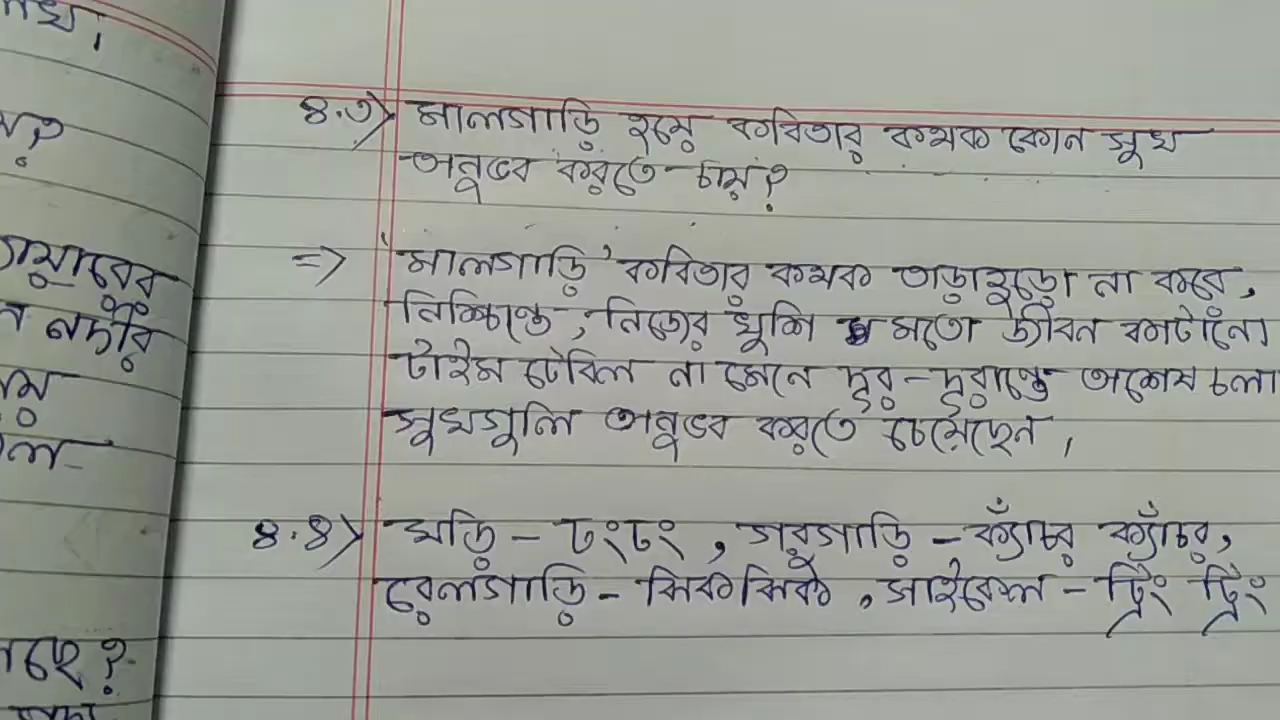 ৪.৩) মালগাড়ি হয়ে কবিতার কথক কোন সুখ
অনুভব করতে চায়?
=> 'মালগাড়ি' কবিতার কথক তাড়াহুড়ো না করে,
নিশ্চিন্তে, নিজের খুশি মতো জীবন কাটানো
টাইম টেবিল না মেনে দূর-দূরান্তে অশেষ চলা
সুখগুলি অনুভব করতে চেয়েছেন,
৪.৪) ঘড়ি - ঢংঢং, গরুগাড়ি - ক্যাঁচর ক্যাঁচর,
রেলগাড়ি - ঝিকঝিক, সাইকেল - ট্রিং ট্রিং